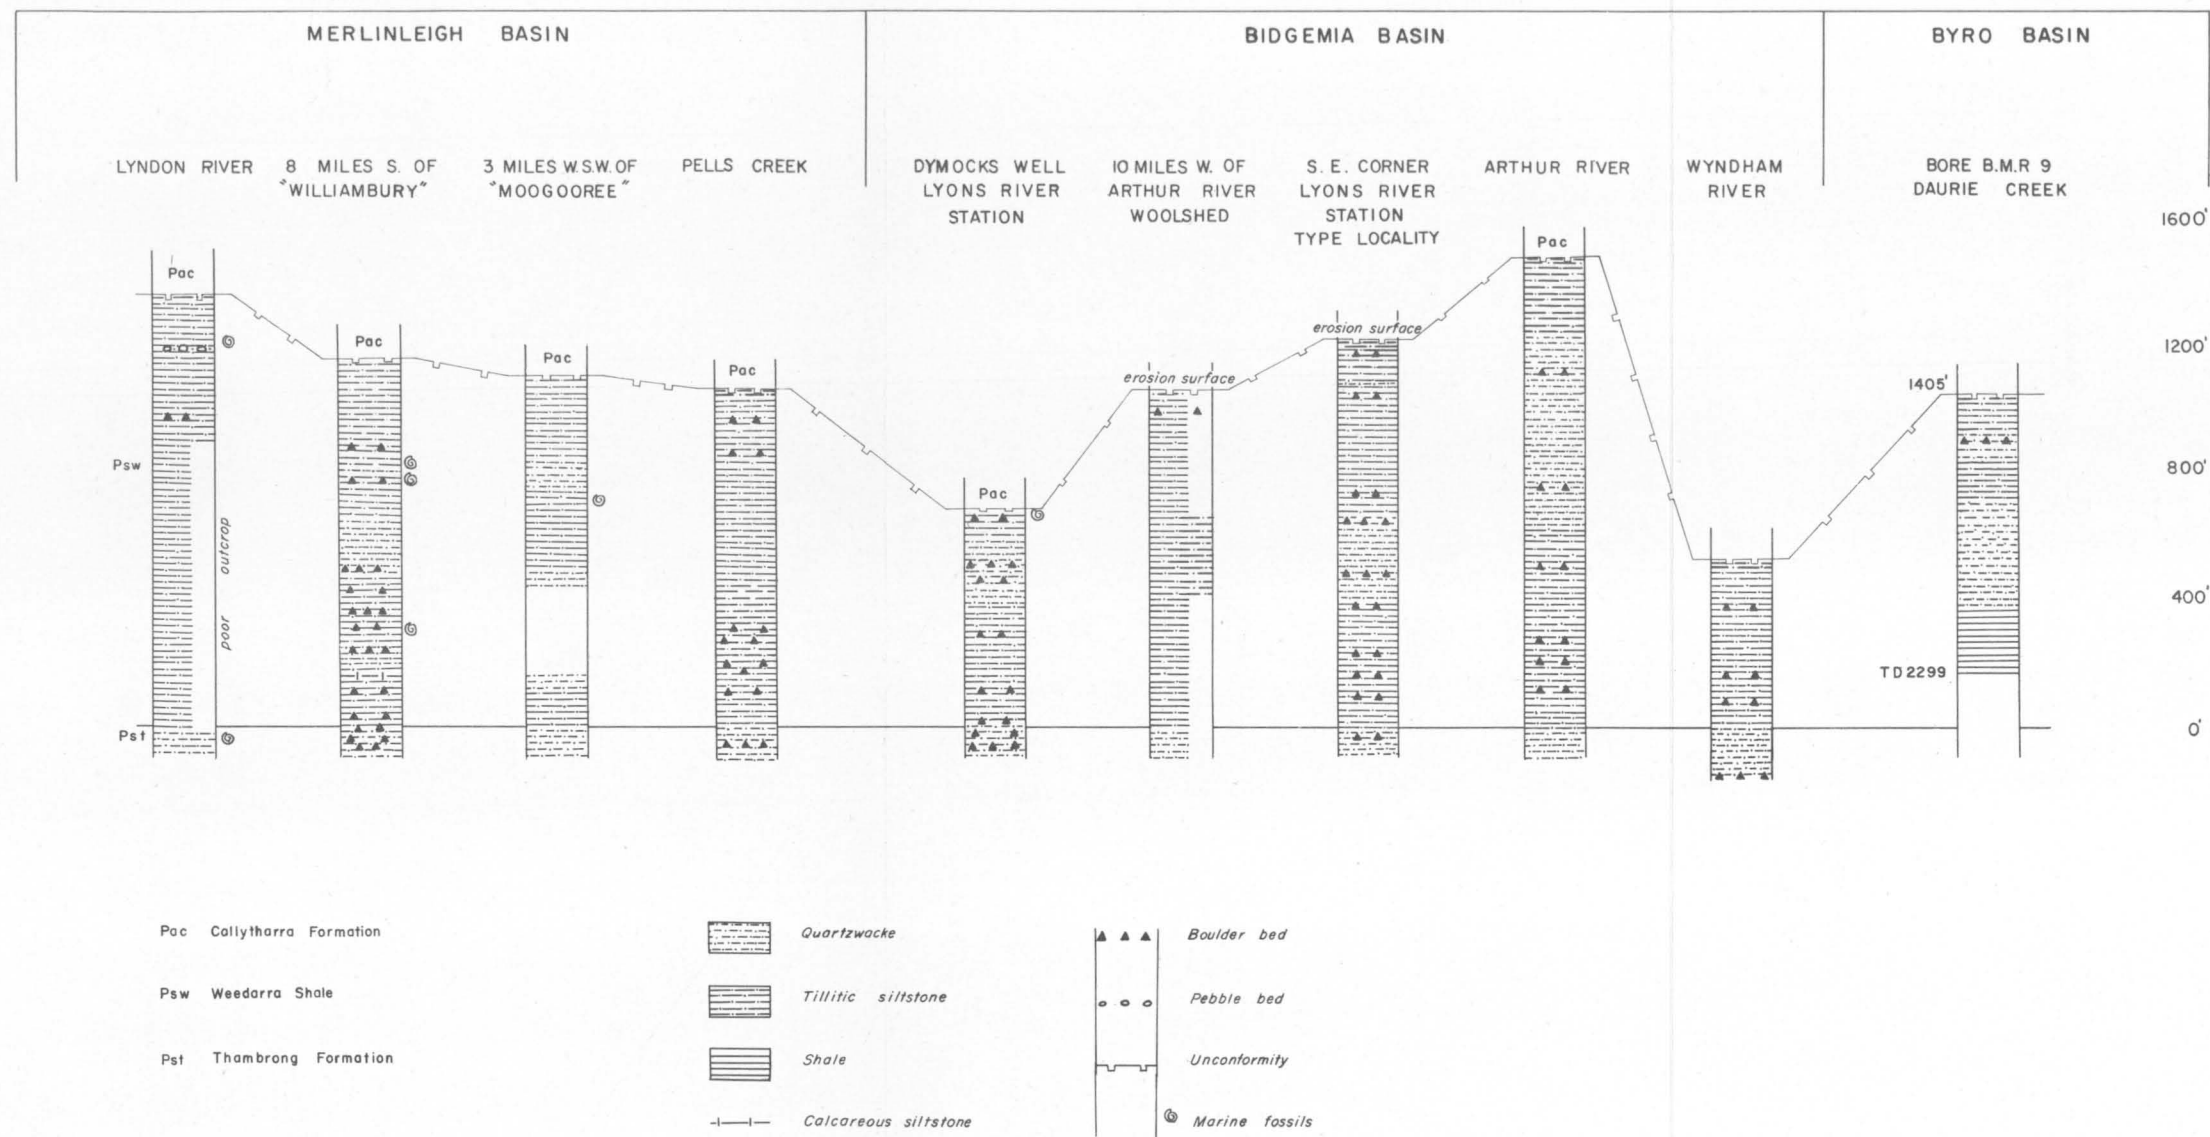 MERLINLEIGH BASIN
BIDGEMIA BASIN
BYRO BASIN
LYNDON RIVER
8 MILES S. OF
"WILLIAMBURY"
3 MILES W.S.W. OF
"MOOGOOREE"
PELLS CREEK
DYMOCKS WELL
LYONS RIVER
STATION
10 MILES W. OF
ARTHUR RIVER
WOOLSHED
S. E. CORNER
LYONS RIVER
STATION
TYPE LOCALITY
ARTHUR RIVER
WYNDHAM
RIVER
BORE B.M.R 9
DAURIE CREEK
1600'
1200'
800'
400'
0'
Pac
Pac
Pac
Pac
Pac
erosion surface
erosion surface
Pac
1405'
TD 2299
Psw
poor outcrop
Pst
Pac Callytharra Formation
Psw Weedarra Shale
Pst Thambrong Formation
Quartzwacke
Tillitic siltstone
Shale
Calcareous siltstone
Boulder bed
Pebble bed
Unconformity
Marine fossils